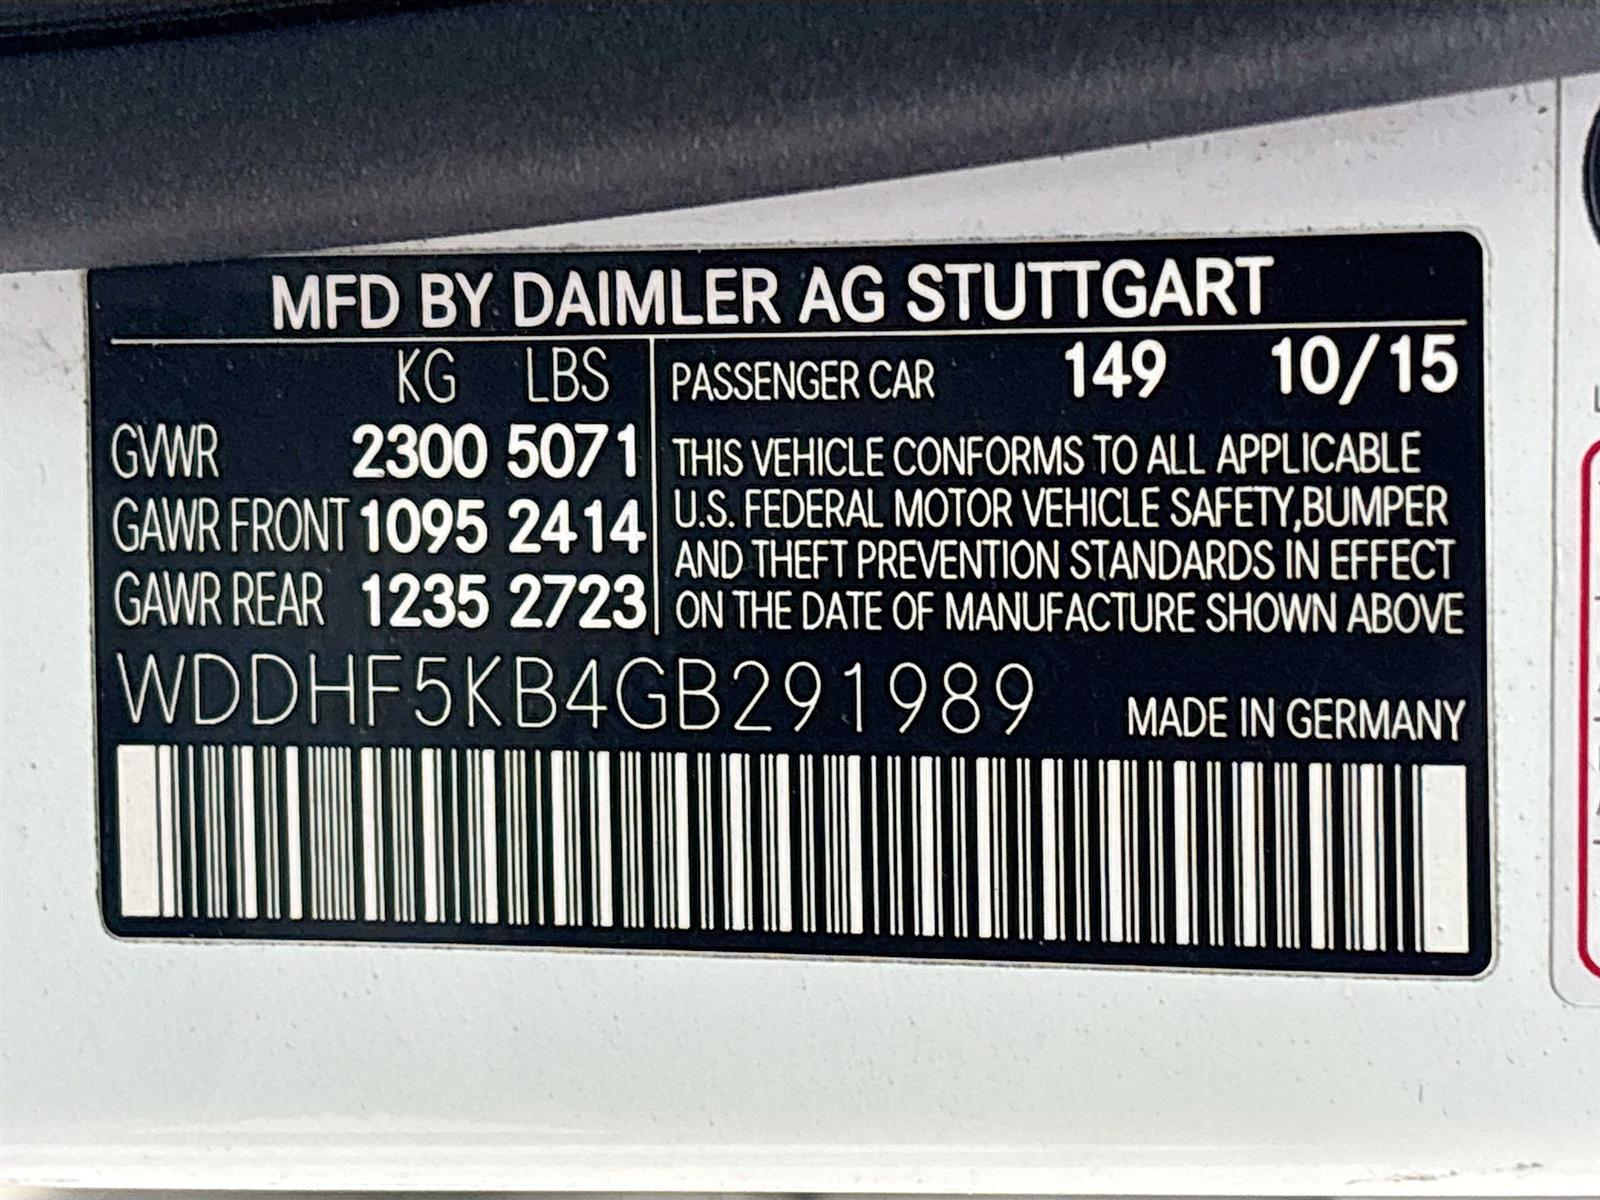 MFD BY DAIMLER AG STUTTGART
KG LBS
GVWR 2300 5071
GAWR FRONT 1095 2414
GAWR REAR 1235 2723
PASSENGER CAR 149 10/15
THIS VEHICLE CONFORMS TO ALL APPLICABLE
U.S. FEDERAL MOTOR VEHICLE SAFETY,BUMPER
AND THEFT PREVENTION STANDARDS IN EFFECT
ON THE DATE OF MANUFACTURE SHOWN ABOVE
WDDHF5KB4GB291989
MADE IN GERMANY